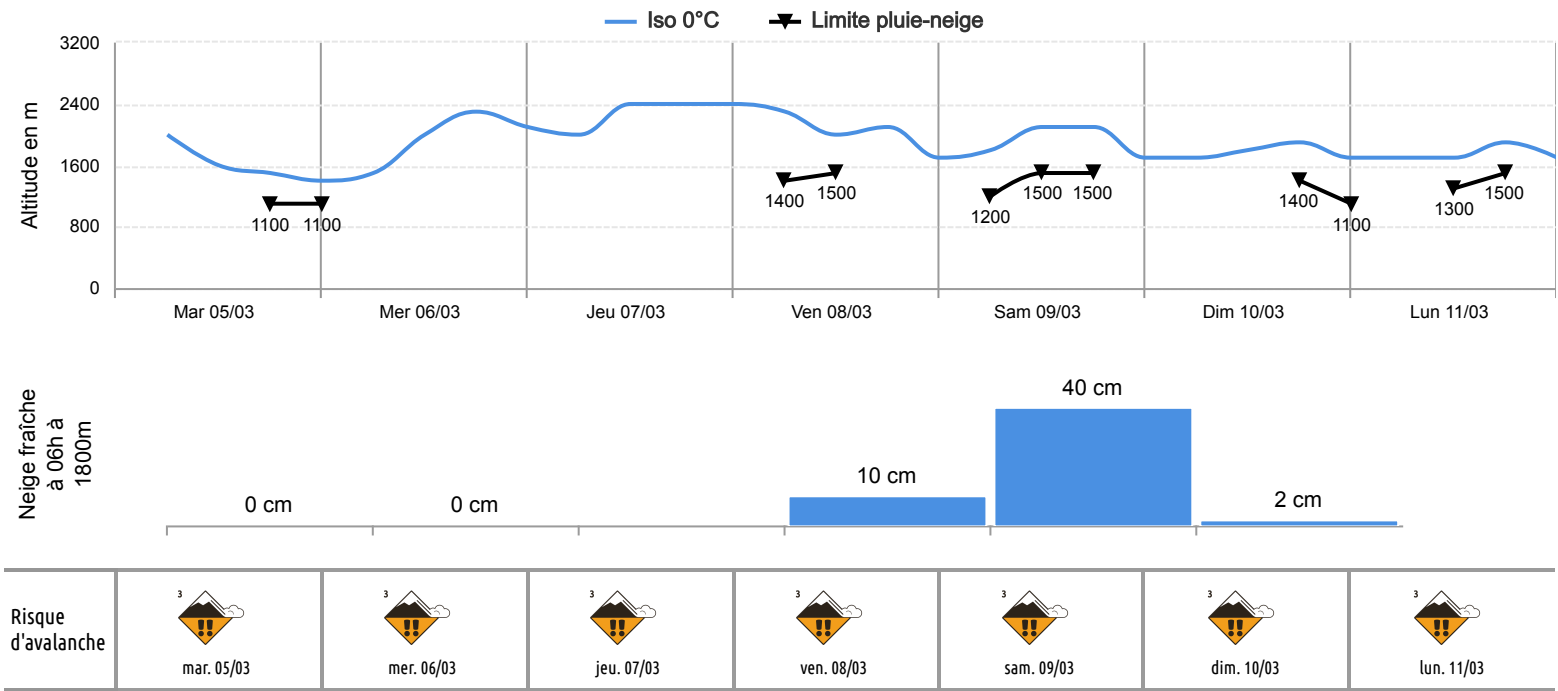 Iso 0°C
Limite pluie-neige
Altitude en m
3200
2400
1600
800
0
1100
1100
1400
1500
1200
1500
1500
1400
1100
1300
1500
Mar 05/03
Mer 06/03
Jeu 07/03
Ven 08/03
Sam 09/03
Dim 10/03
Lun 11/03
Neige fraîche
à 06h à
1800m
0 cm
0 cm
10 cm
40 cm
2 cm
Risque
d'avalanche
3
mar. 05/03
3
mer. 06/03
3
jeu. 07/03
3
ven. 08/03
3
sam. 09/03
3
dim. 10/03
3
lun. 11/03